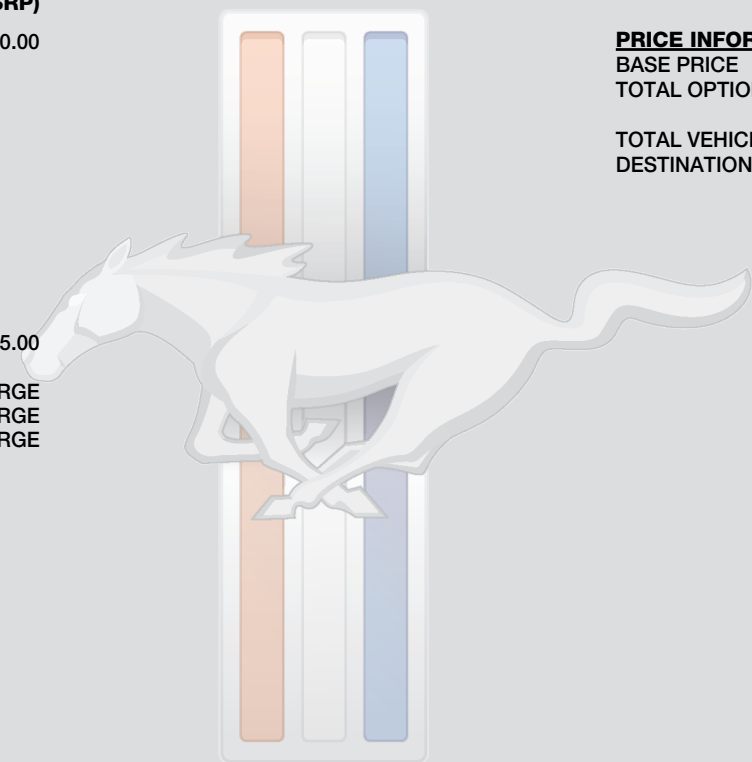 SRP)
0.00
5.00
RGE
RGE
RGE
PRICE INFOR
BASE PRICE
TOTAL OPTIO
TOTAL VEHIC
DESTINATION